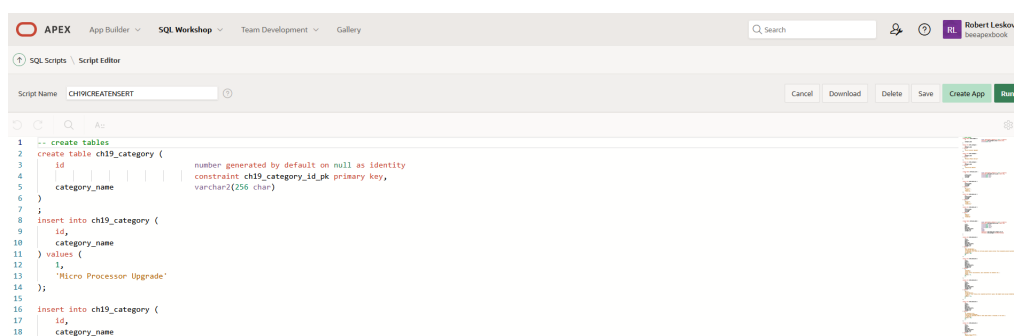 APEX App Builder SQL Workshop Team Development Gallery Search RL Robert Leskov
beeapexbook
SQL Scripts \ Script Editor
Script Name CH19ICREATENSERT Cancel Download Delete Save Create App Run
1 -- create tables
2 create table ch19_category (
3 id number generated by default on null as identity
4 constraint ch19_category_id_pk primary key,
5 category_name varchar2(256 char)
6 )
7 ;
8 insert into ch19_category (
9 id,
10 category_name
11 ) values (
12 1,
13 'Micro Processor Upgrade'
14 );
15
16 insert into ch19_category (
17 id,
18 category_name